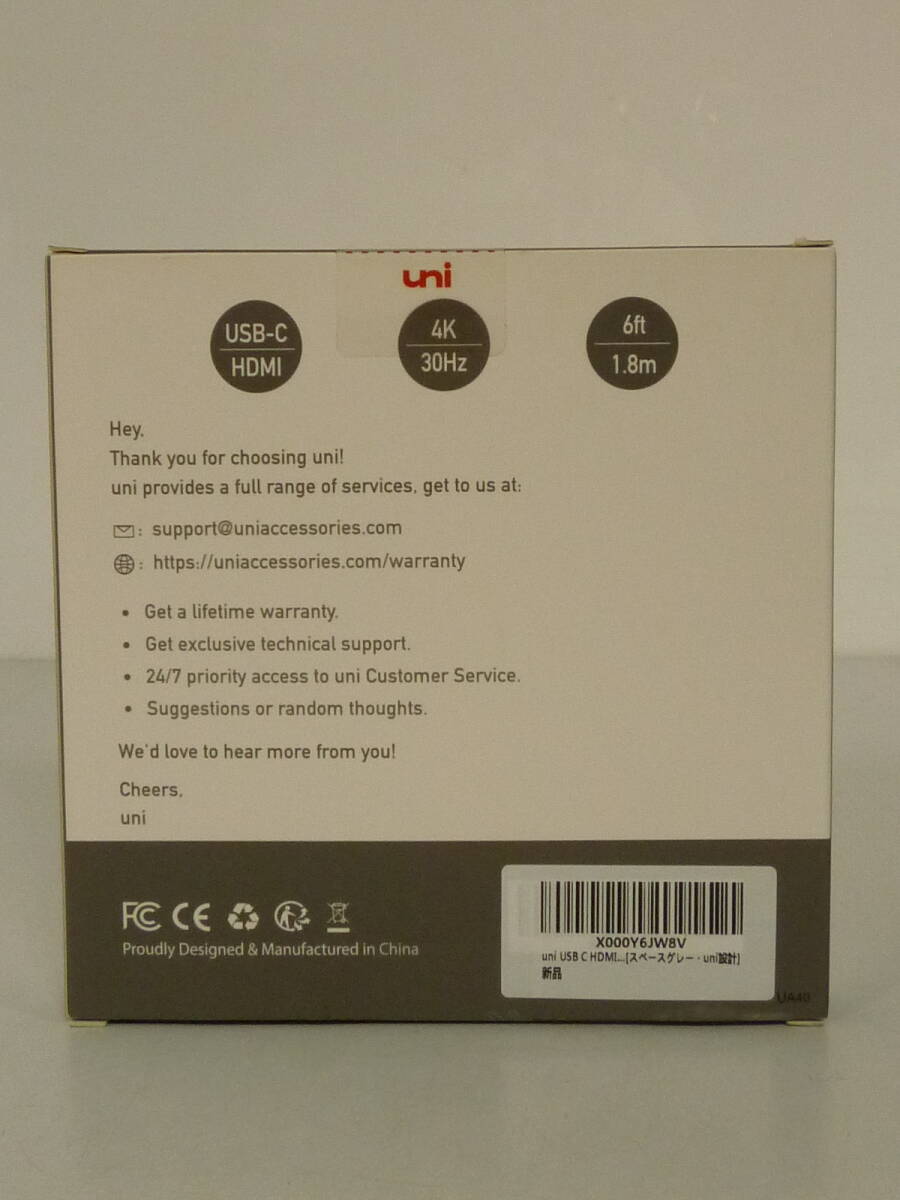 uni
USB-C
HDMI
4K
30Hz
6ft
1.8m
Hey,
Thank you for choosing uni!
uni provides a full range of services, get to us at:
: support@uniaccessories.com
: https://uniaccessories.com/warranty
• Get a lifetime warranty.
• Get exclusive technical support.
• 24/7 priority access to uni Customer Service.
• Suggestions or random thoughts.
We'd love to hear more from you!
Cheers,
uni
FC CE
Proudly Designed & Manufactured in China
X000Y6JW8V
uni USB C HDMI...[スペースグレー・uni設計]
新品
UA40